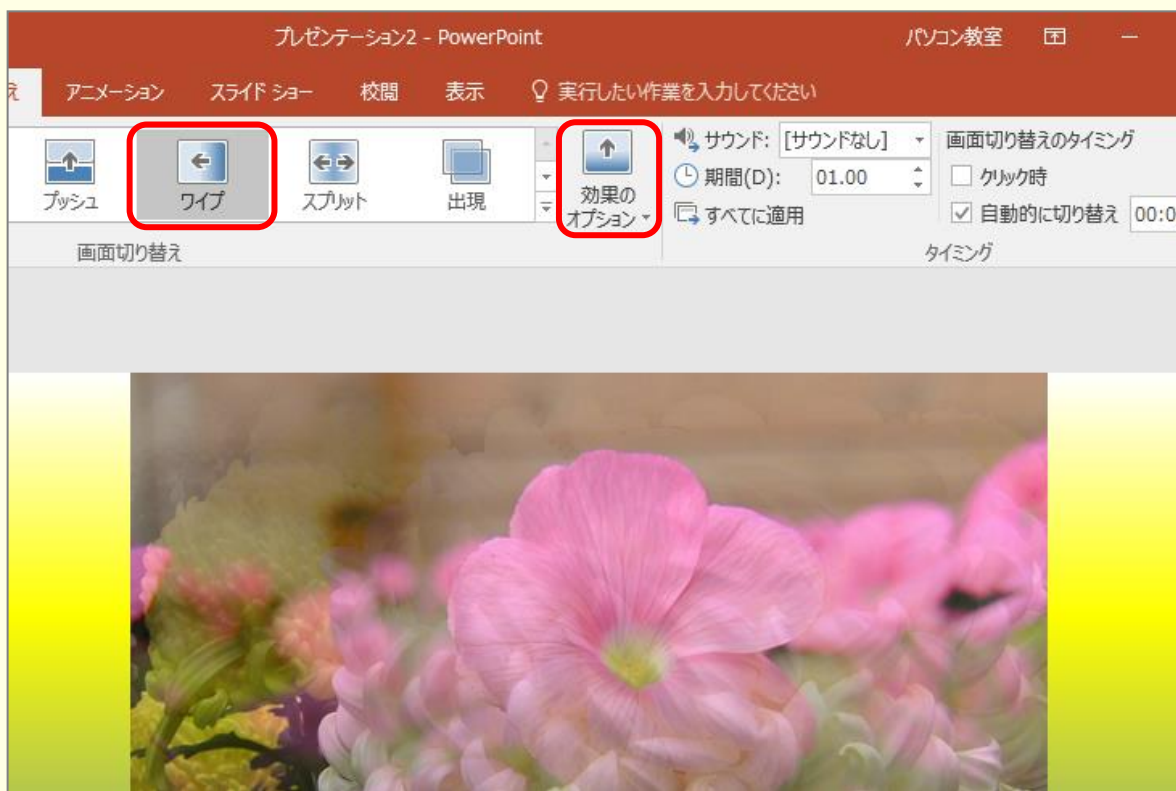 プレゼンテーション2 - PowerPoint
パソコン教室
え アニメーション スライド ショー 校閲 表示 実行したい作業を入力してください
プッシュ
ワイプ
スプリット
出現
効果の
オプション
サウンド: [サウンドなし]
期間(D): 01.00
すべてに適用
画面切り替えのタイミング
クリック時
自動的に切り替え 00:0
画面切り替え
タイミング